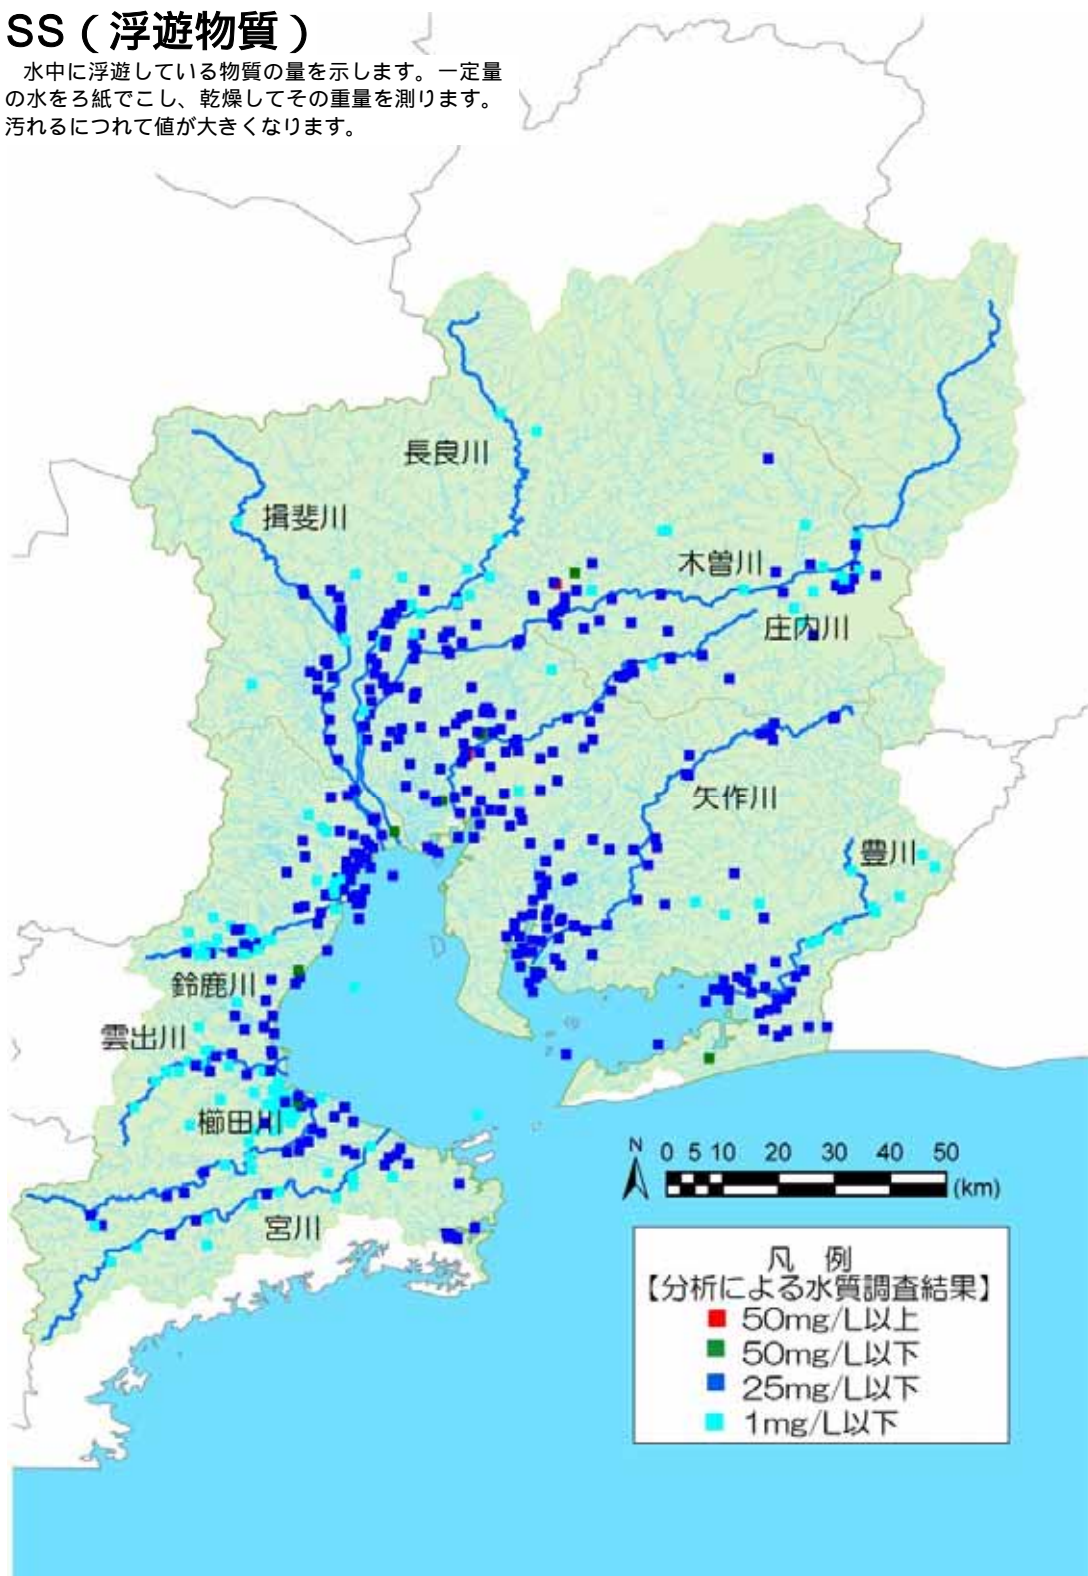 SS（浮遊物質）
水中に浮遊している物質の量を示します。一定量
の水をろ紙でこし、乾燥してその重量を測ります。
汚れるにつれて値が大きくなります。
長良川
揖斐川
木曽川
庄内川
矢作川
豊川
鈴鹿川
雲出川
櫛田川
宮川
N
0 5 10 20 30 40 50
(km)
凡 例
【分析による水質調査結果】
50mg/L以上
50mg/L以下
25mg/L以下
1mg/L以下